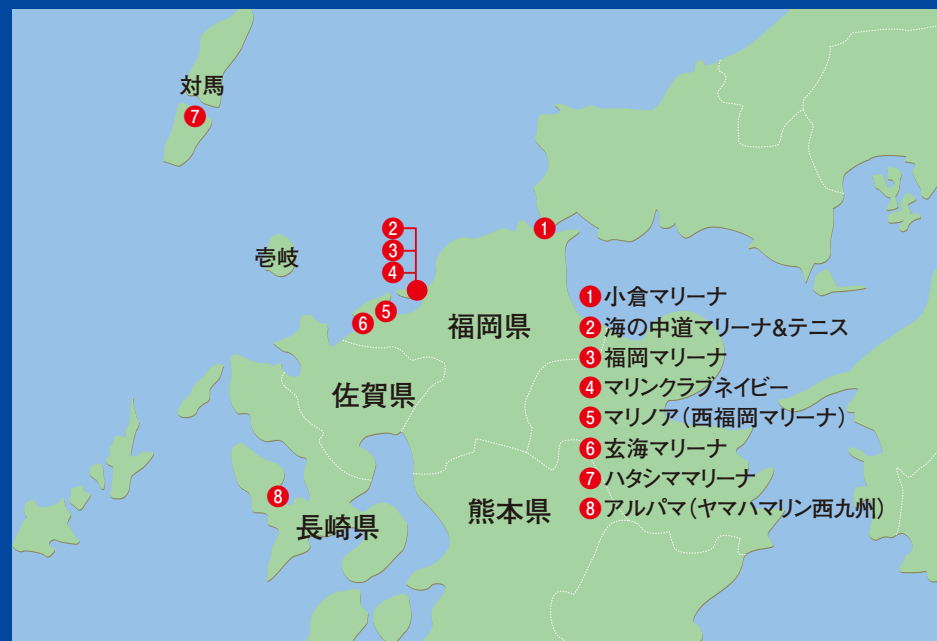 対馬
7
壱岐
2
3
4
1
5
6
福岡県
佐賀県
8
長崎県
熊本県
1小倉マリーナ
2海の中道マリーナ&テニス
3福岡マリーナ
4マリンクラブネイビー
5マリノア(西福岡マリーナ)
6玄海マリーナ
7ハタシママリーナ
8アルパマ(ヤマハマリン西九州)